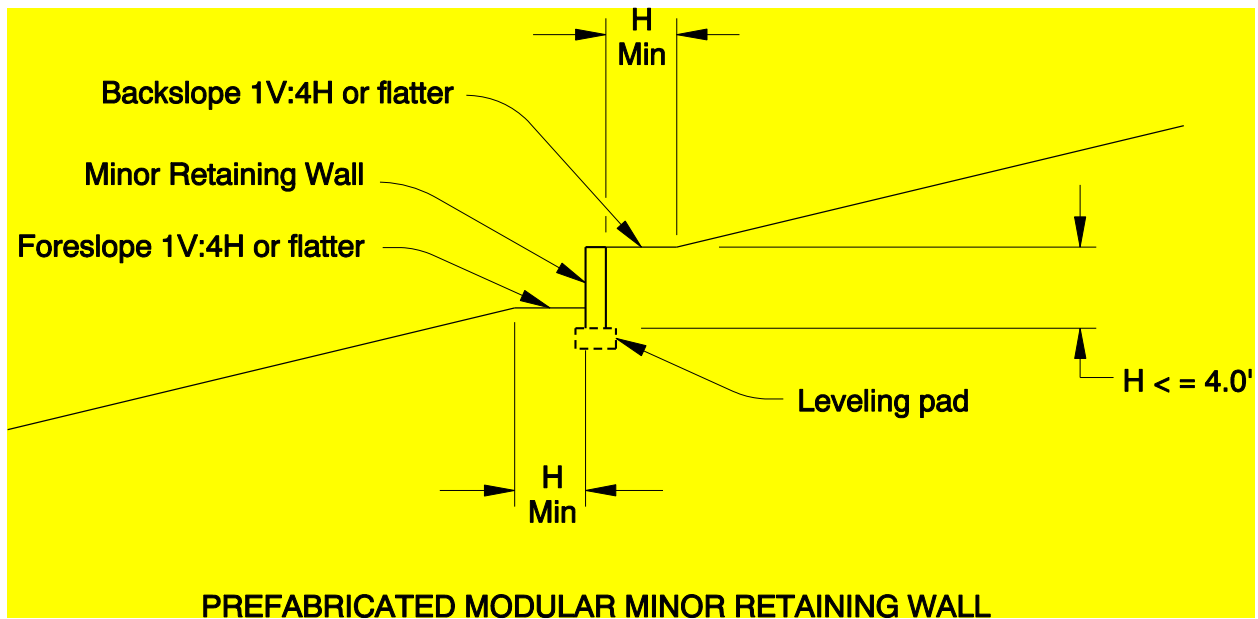 H
Min
Backslope 1V:4H or flatter
Minor Retaining Wall
Foreslope 1V:4H or flatter
H < = 4.0'
Leveling pad
H
Min
PREFABRICATED MODULAR MINOR RETAINING WALL